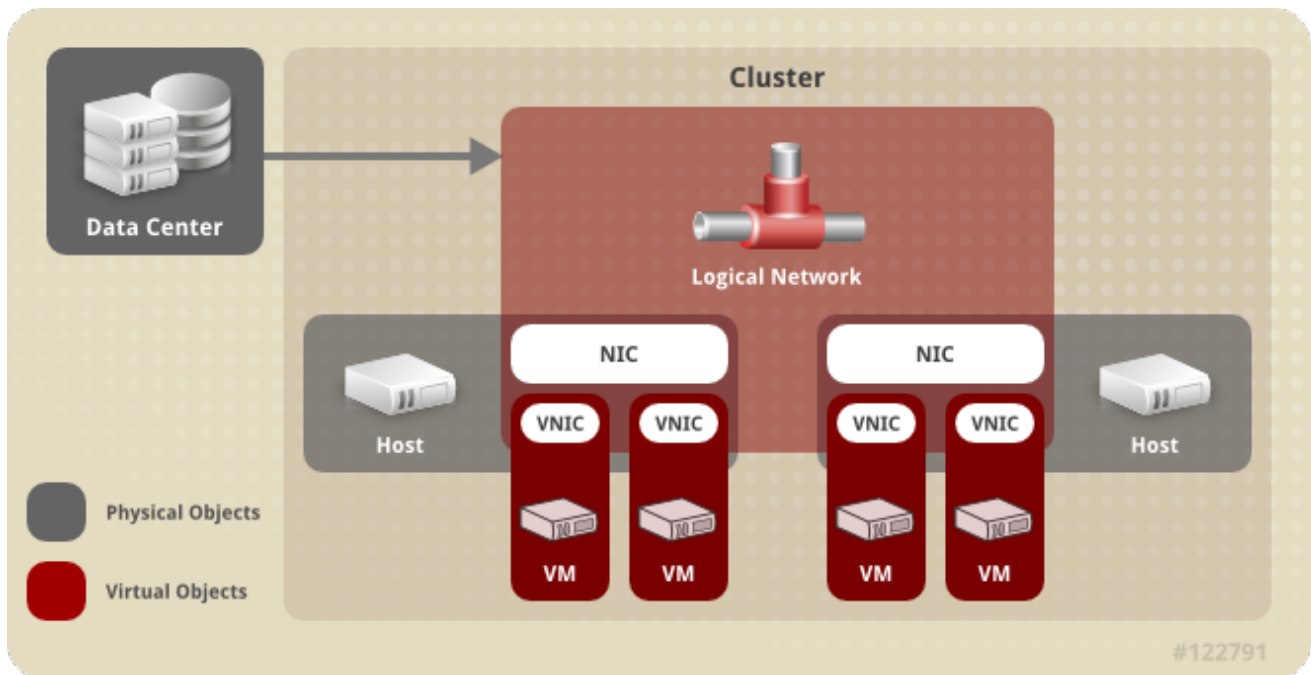 Cluster
Data Center
Logical Network
NIC
NIC
VNIC
VNIC
VNIC
VNIC
Host
Host
Physical Objects
VM
VM
VM
VM
Virtual Objects
#122791